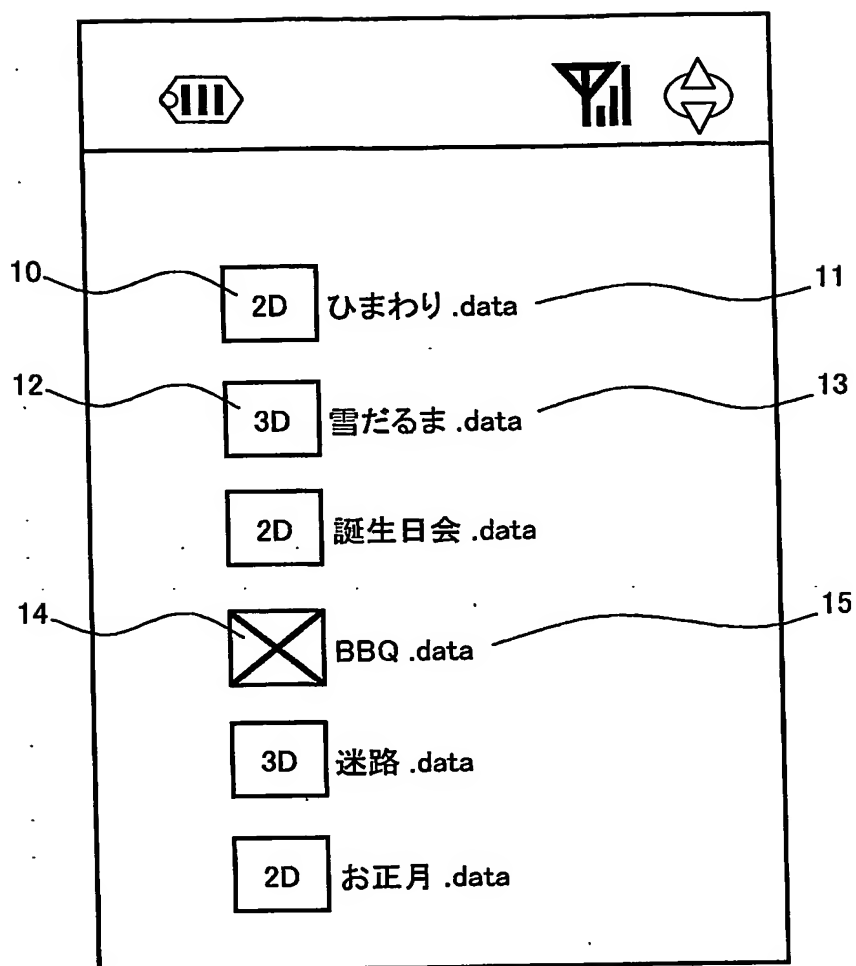 10 2D ひまわり .data 11
12 3D 雪だるま .data 13
2D 誕生日会 .data
14 BBQ .data 15
3D 迷路 .data
2D お正月 .data